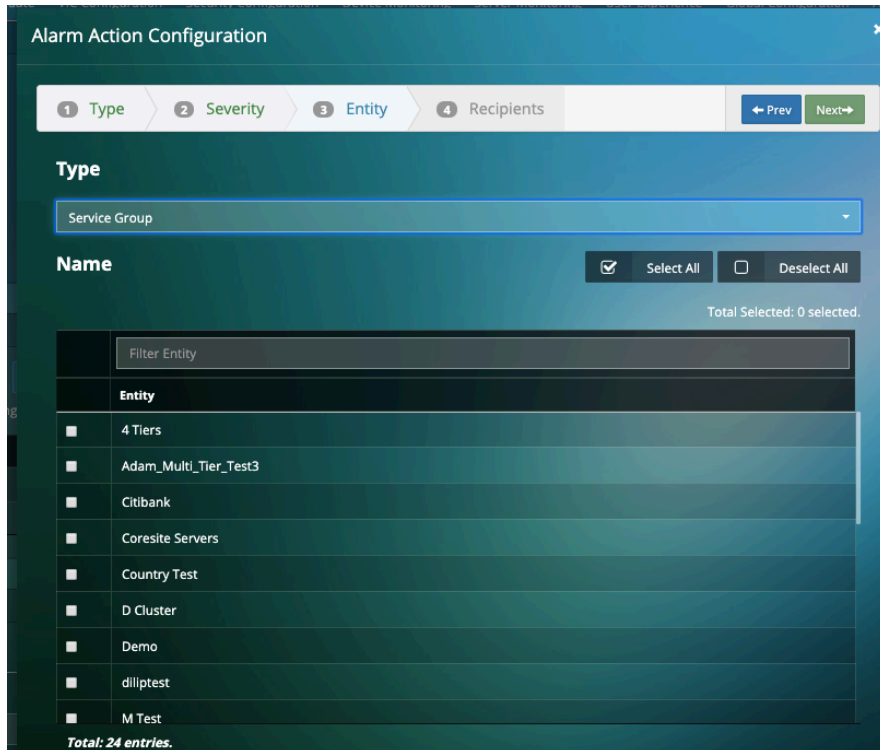 Alarm Action Configuration
1 Type 2 Severity 3 Entity 4 Recipients Prev Next
Type
Service Group
Name Select All Deselect All
Total Selected: 0 selected.
Filter Entity
Entity
4 Tiers
Adam_Multi_Tier_Test3
Citibank
Coresite Servers
Country Test
D Cluster
Demo
diliptest
M Test
Total: 24 entries.